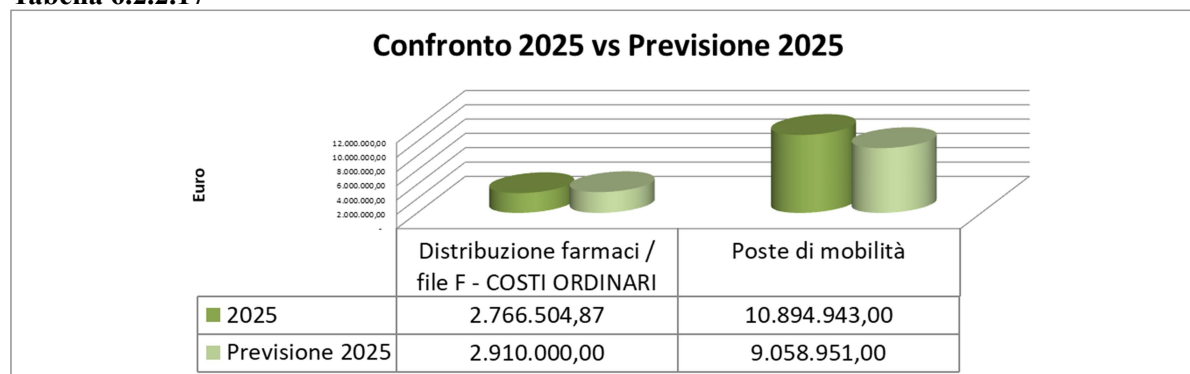 Tabella 6.2.2.17
Confronto 2025 vs Previsione 2025
Euro
12.000.000,00
10.000.000,00
8.000.000,00
6.000.000,00
4.000.000,00
2.000.000,00
-
Distribuzione farmaci / file F - COSTI ORDINARI
Poste di mobilità
2025 2.766.504,87 10.894.943,00
Previsione 2025 2.910.000,00 9.058.951,00